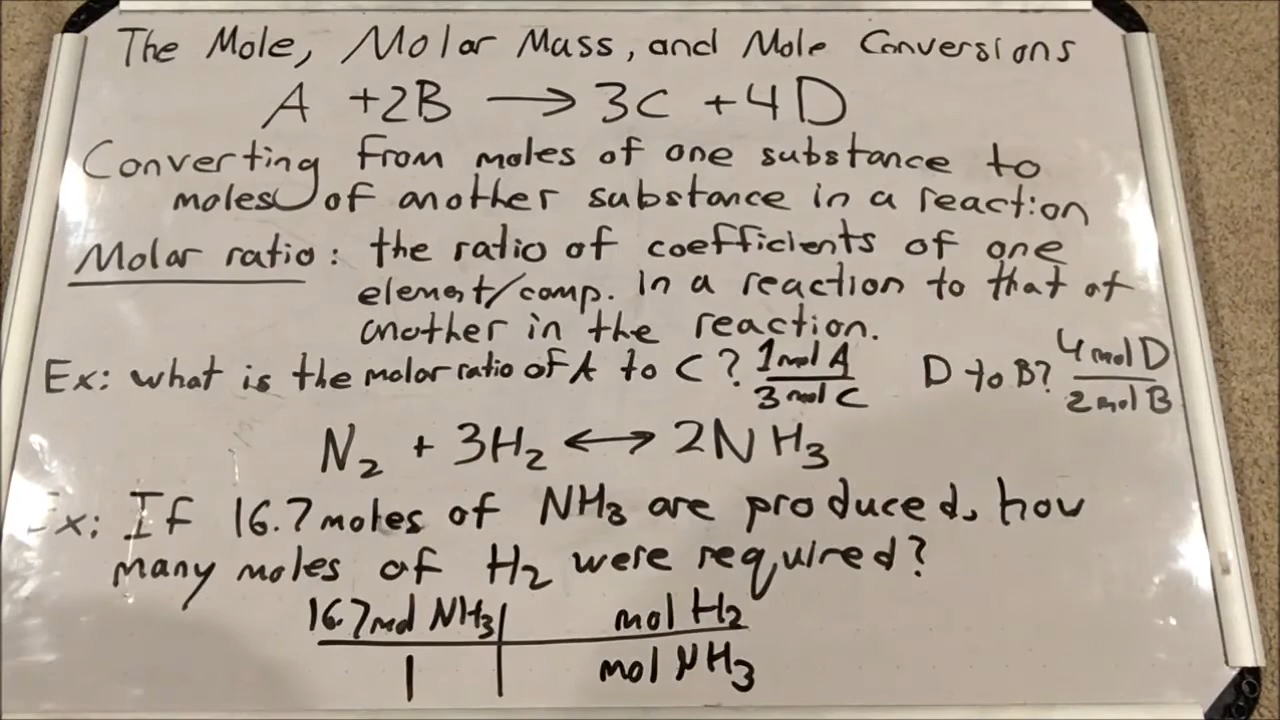 The Mole, Molar Mass, and Mole Conversions
A +2B → 3C +4D
Converting from moles of one substance to
moles of another substance in a reaction
Molar ratio: the ratio of coefficients of one
element/comp. in a reaction to that of
another in the reaction.
Ex: what is the molar ratio of A to C? 1 mol A / 3 mol C D to B? 4 mol D / 2 mol B
N₂ + 3H₂ ↔ 2NH₃
Ex: If 16.7 moles of NH₃ are produced, how
many moles of H₂ were required?
16.7 mol NH₃ | mol H₂
1 | mol NH₃